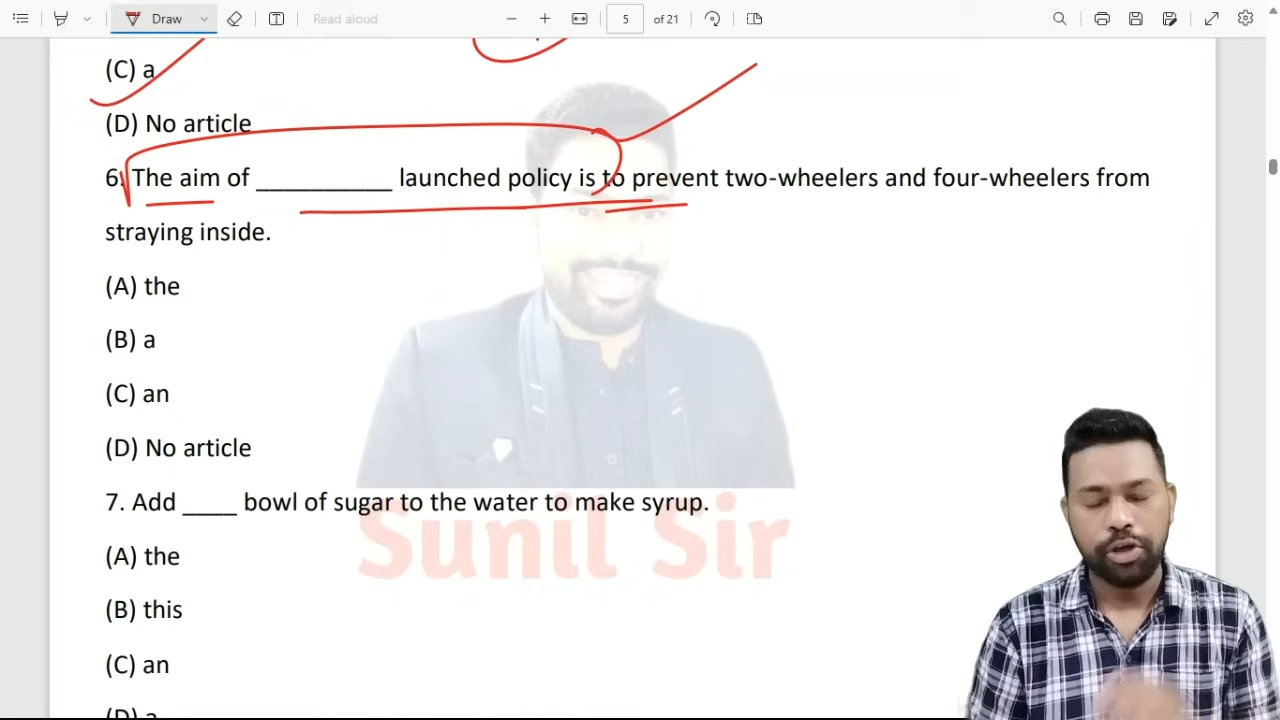 Draw
Read aloud
5
of 21
(C) a
(D) No article
6. The aim of __________ launched policy is to prevent two-wheelers and four-wheelers from
straying inside.
(A) the
(B) a
(C) an
(D) No article
7. Add ____ bowl of sugar to the water to make syrup.
(A) the
(B) this
(C) an
(D) a
Sunil Sir